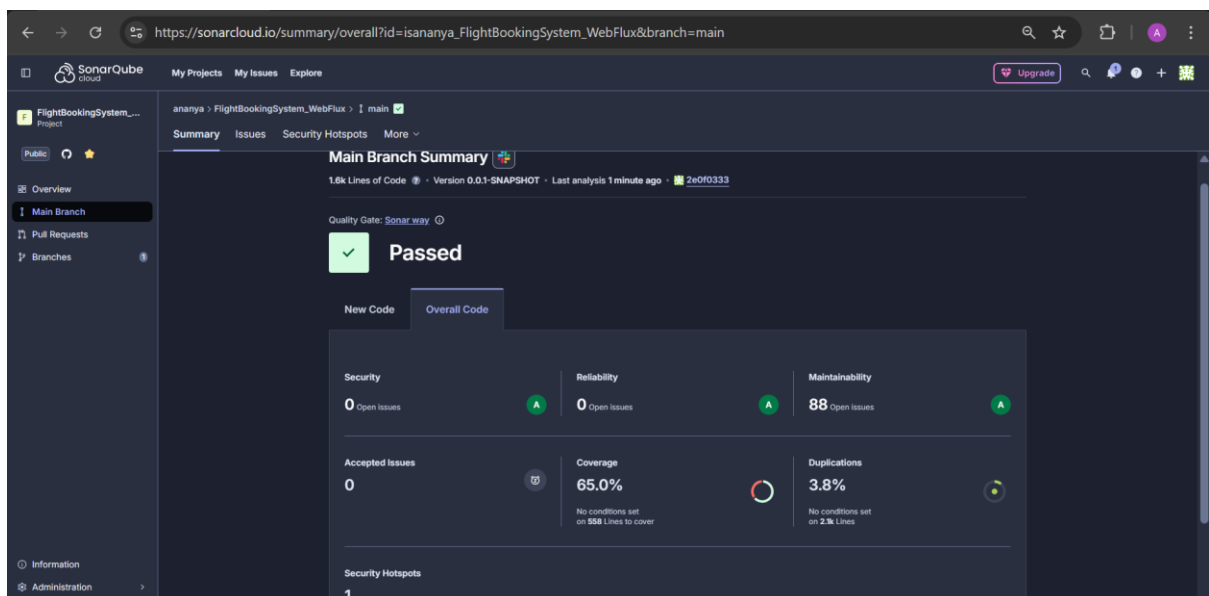 https://sonarcloud.io/summary/overall?id=isananya_FlightBookingSystem_WebFlux&branch=main
A
SonarQube
cloud
My Projects My Issues Explore
Upgrade
F
FlightBookingSystem_...
Project
Public
Overview
Main Branch
Pull Requests
Branches 1
Information
Administration
ananya > FlightBookingSystem_WebFlux > main
Summary Issues Security Hotspots More
Main Branch Summary
1.6k Lines of Code • Version 0.0.1-SNAPSHOT • Last analysis 1 minute ago • 2e0f0333
Quality Gate: Sonar way
Passed
New Code Overall Code
Security Reliability Maintainability
0 Open issues A 0 Open issues A 88 Open issues A
Accepted Issues Coverage Duplications
0 65.0% 3.8%
No conditions set No conditions set
on 558 Lines to cover on 2.1k Lines
Security Hotspots
1